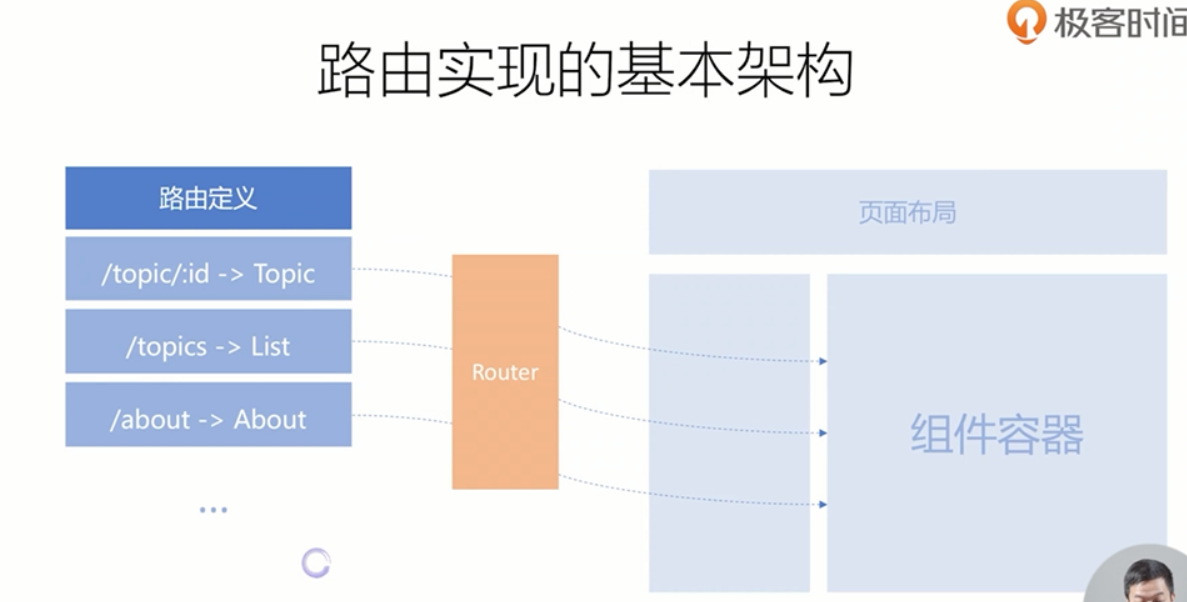 极客时间
路由实现的基本架构
路由定义
/topic/:id -> Topic
/topics -> List
/about -> About
...
Router
页面布局
组件容器